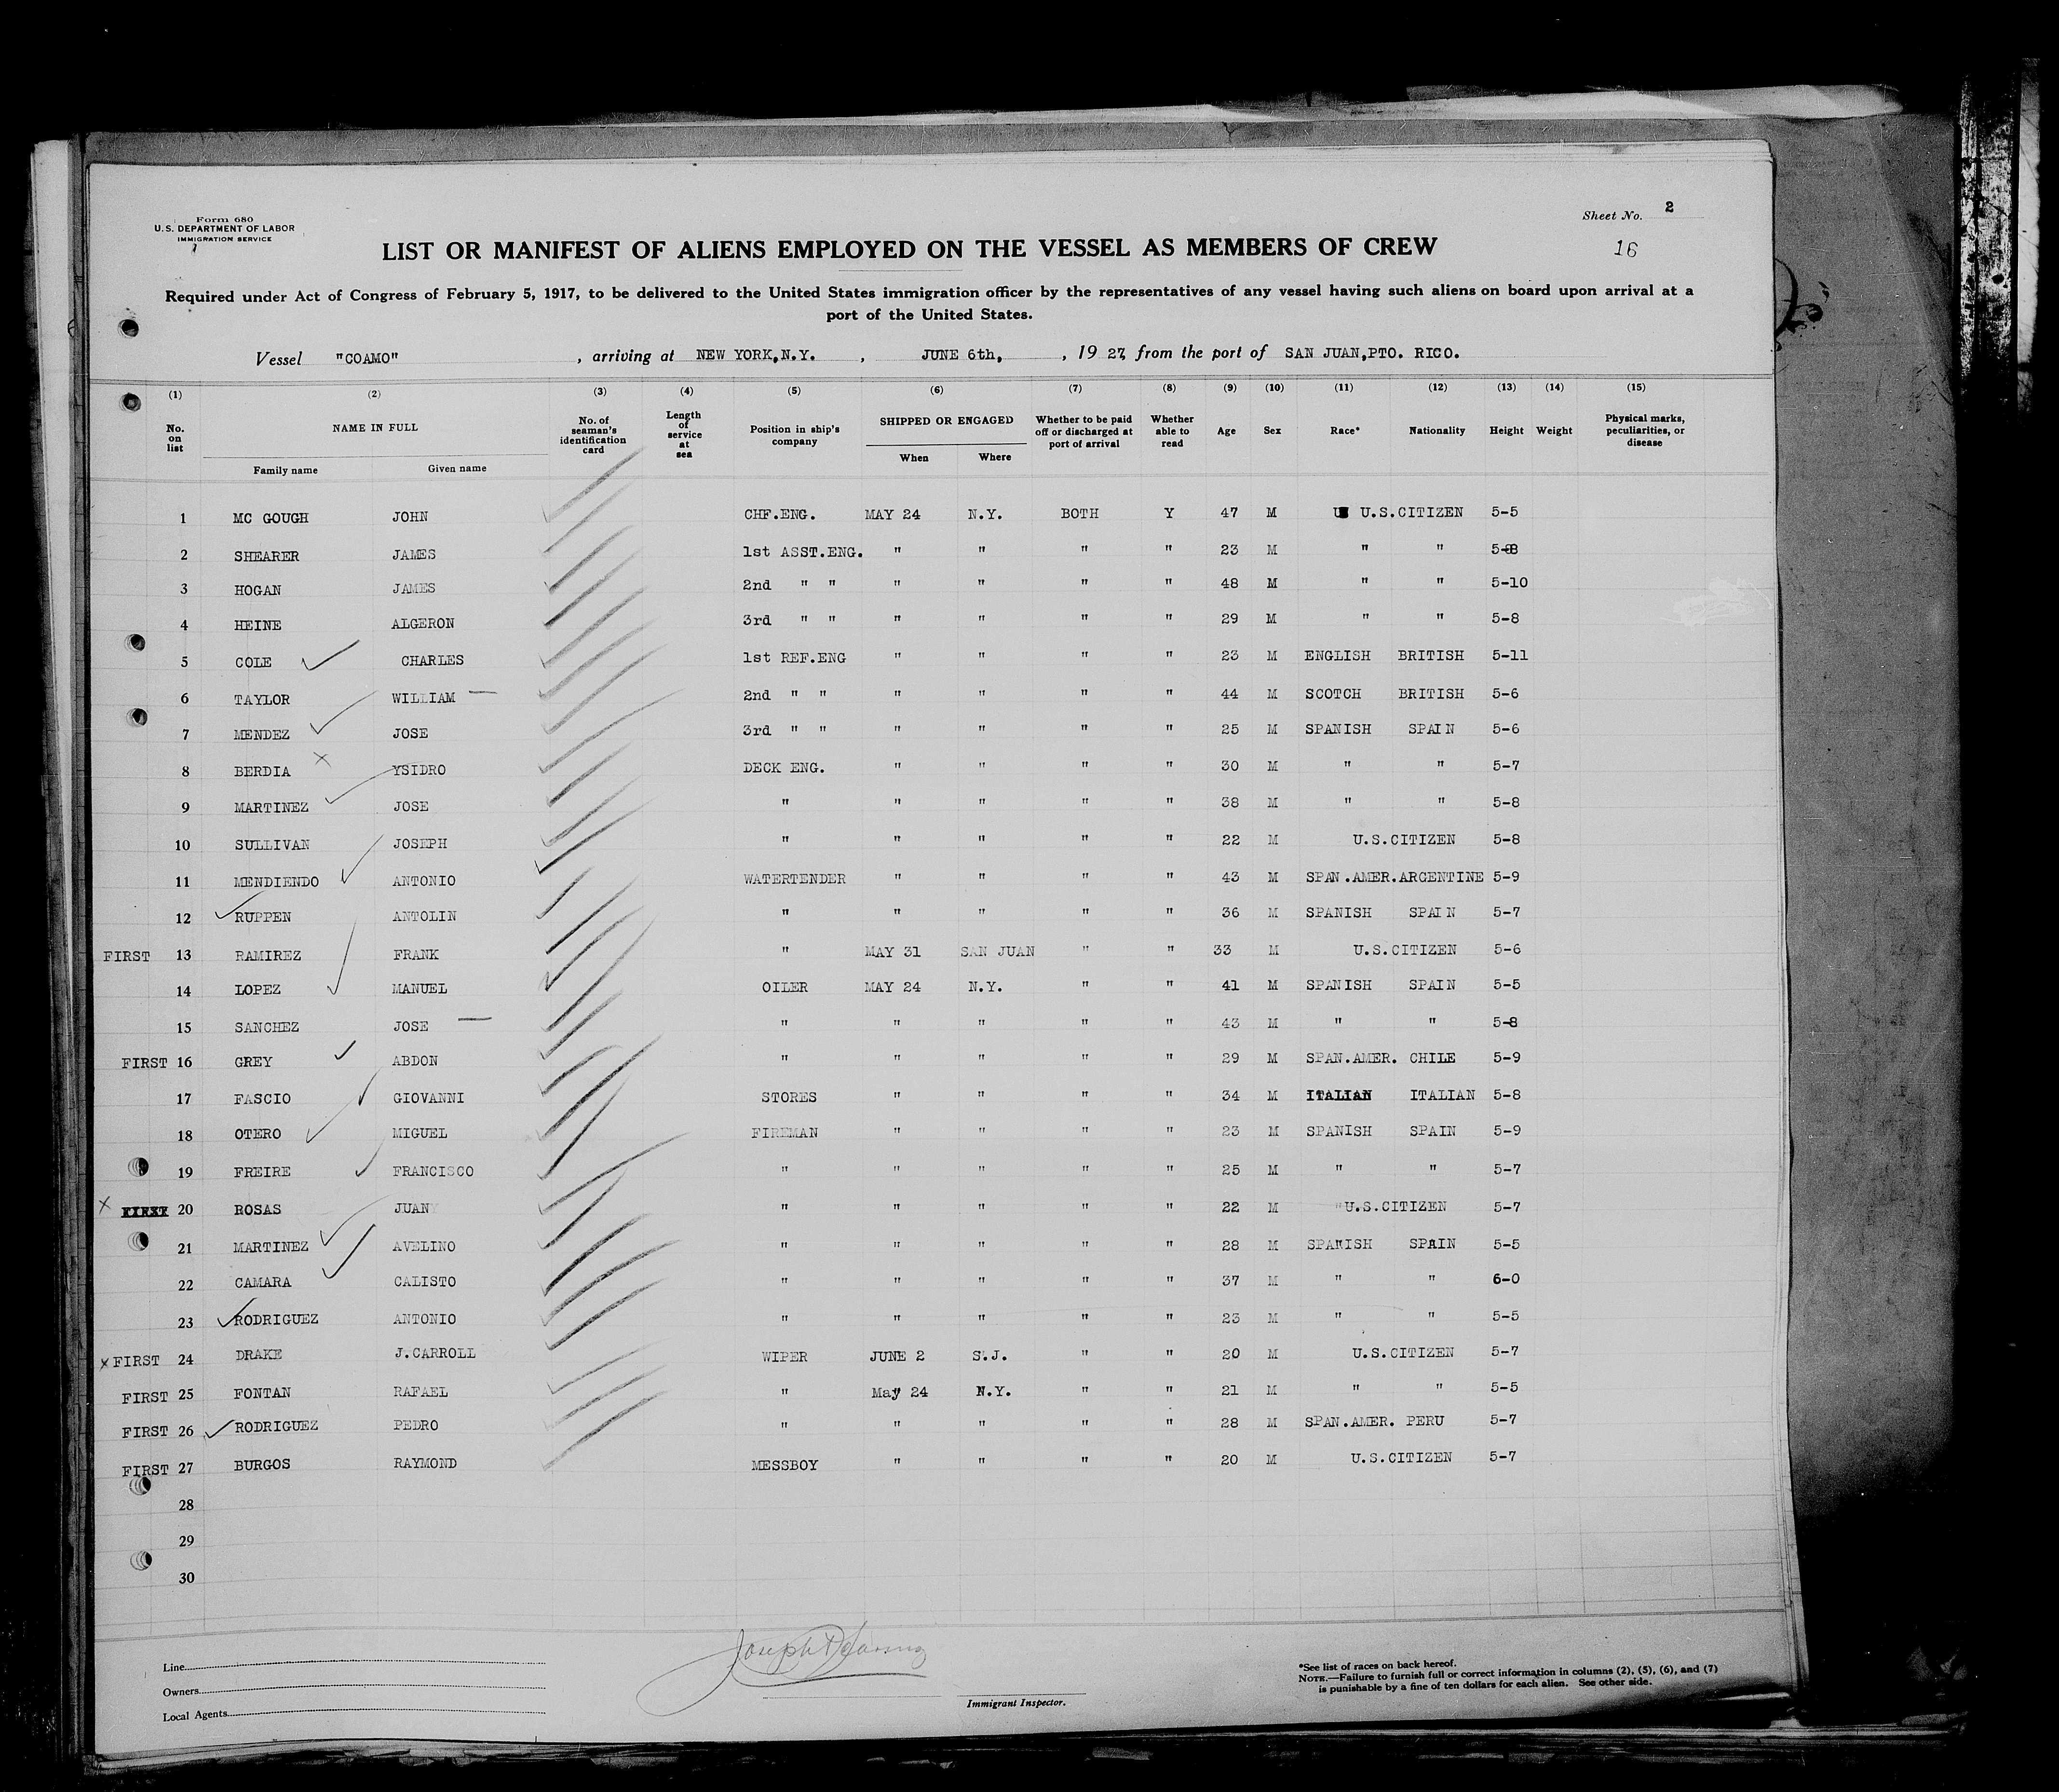 Form 680
U.S. DEPARTMENT OF LABOR
IMMIGRATION SERVICE
Sheet No. 2
16
LIST OR MANIFEST OF ALIENS EMPLOYED ON THE VESSEL AS MEMBERS OF CREW
Required under Act of Congress of February 5, 1917, to be delivered to the United States immigration officer by the representatives of any vessel having such aliens on board upon arrival at a
port of the United States.
Vessel "COAMO" , arriving at NEW YORK,N.Y. , JUNE 6th, , 19 27, from the port of SAN JUAN,PTO. RICO.
(1) (2) (3) (4) (5) (6) (7) (8) (9) (10) (11) (12) (13) (14) (15)
No. on list NAME IN FULL Family name Given name No. of seaman's identification card Length of service at sea Position in ship's company SHIPPED OR ENGAGED When Where Whether to be paid off or discharged at port of arrival Whether able to read Age Sex Race* Nationality Height Weight Physical marks, peculiarities, or disease
1 MC GOUGH JOHN CHF.ENG. MAY 24 N.Y. BOTH Y 47 M U.S.CITIZEN 5-5
2 SHEARER JAMES 1st ASST.ENG. " " " " 23 M " " 5-8
3 HOGAN JAMES 2nd " " " " " " 48 M " " 5-10
4 HEINE ALGERON 3rd " " " " " " 29 M " " 5-8
5 COLE CHARLES 1st REF.ENG " " " " 23 M ENGLISH BRITISH 5-11
6 TAYLOR WILLIAM 2nd " " " " " " 44 M SCOTCH BRITISH 5-6
7 MENDEZ JOSE 3rd " " " " " " 25 M SPANISH SPAIN 5-6
8 BERDIA YSIDRO DECK ENG. " " " " 30 M " " 5-7
9 MARTINEZ JOSE " " " " " 38 M " " 5-8
10 SULLIVAN JOSEPH " " " " " 22 M U.S.CITIZEN 5-8
11 MENDIENDO ANTONIO WATERTENDER " " " " 43 M SPAN.AMER.ARGENTINE 5-9
12 RUPPEN ANTOLIN " " " " " 36 M SPANISH SPAIN 5-7
FIRST 13 RAMIREZ FRANK " MAY 31 SAN JUAN " " 33 M U.S.CITIZEN 5-6
14 LOPEZ MANUEL OILER MAY 24 N.Y. " " 41 M SPANISH SPAIN 5-5
15 SANCHEZ JOSE " " " " " 43 M " " 5-8
FIRST 16 GREY ABDON " " " " " 29 M SPAN.AMER. CHILE 5-9
17 FASCIO GIOVANNI STORES " " " " 34 M ITALIAN ITALIAN 5-8
18 OTERO MIGUEL FIREMAN " " " " 23 M SPANISH SPAIN 5-9
19 FREIRE FRANCISCO " " " " " 25 M " " 5-7
X FIRST 20 ROSAS JUAN " " " " " 22 M " U.S.CITIZEN 5-7
21 MARTINEZ AVELINO " " " " " 28 M SPANISH SPAIN 5-5
22 CAMARA CALISTO " " " " " 37 M " " 6-0
23 RODRIGUEZ ANTONIO " " " " " 23 M " " 5-5
X FIRST 24 DRAKE J.CARROLL WIPER JUNE 2 S.J. " " 20 M U.S.CITIZEN 5-7
FIRST 25 FONTAN RAFAEL " May 24 N.Y. " " 21 M " " 5-5
FIRST 26 RODRIGUEZ PEDRO " " " " " 28 M SPAN.AMER. PERU 5-7
FIRST 27 BURGOS RAYMOND MESSBOY " " " " 20 M U.S.CITIZEN 5-7
28
29
30
Line
Owners
Local Agents
Joseph
Immigrant Inspector.
*See list of races on back hereof.
NOTE.—Failure to furnish full or correct information in columns (2), (5), (6), and (7)
is punishable by a fine of ten dollars for each alien. See other side.